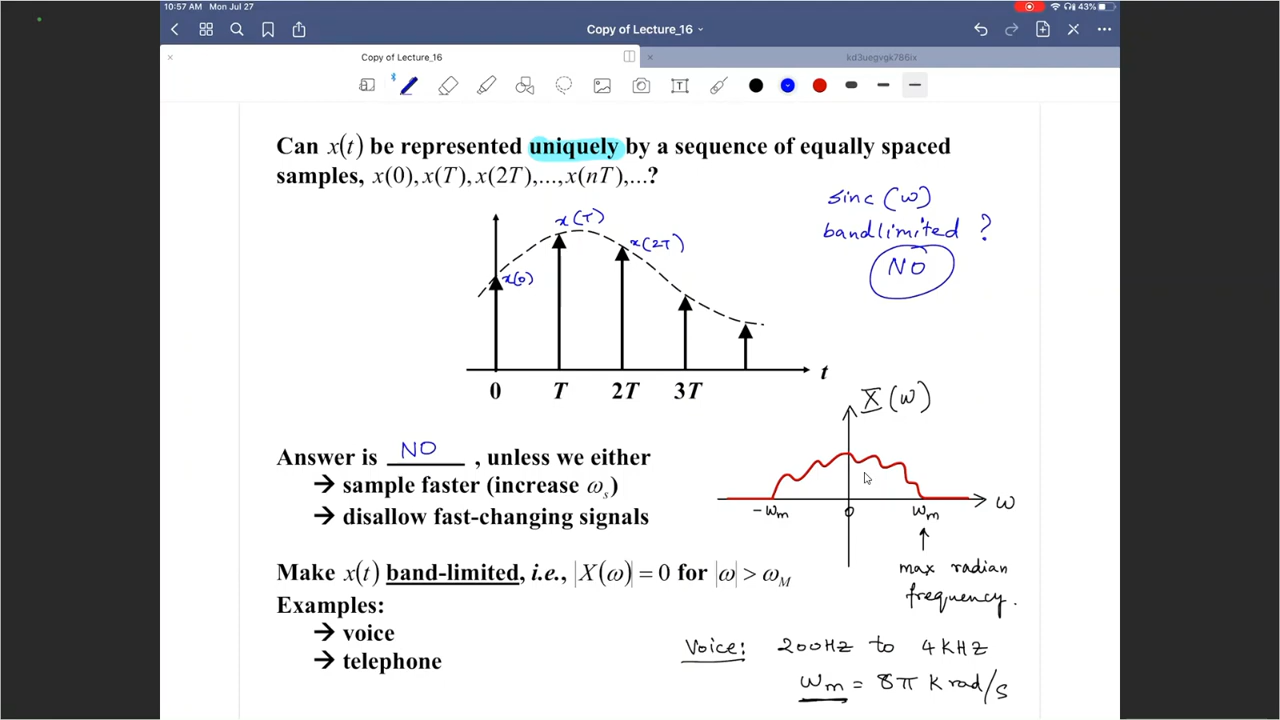 10:57 AM Mon Jul 27
43%
Copy of Lecture_16
Copy of Lecture_16
kd3uegvgk786ix
Can x(t) be represented uniquely by a sequence of equally spaced
samples, x(0), x(T), x(2T),..., x(nT),...?
sinc (ω)
bandlimited ?
NO
x(T)
x(2T)
x(0)
t
0 T 2T 3T
X(ω)
Answer is NO , unless we either
→ sample faster (increase ωs)
→ disallow fast-changing signals
-ωm 0 ωm ω
max radian
frequency.
Make x(t) band-limited, i.e., |X(ω)| = 0 for |ω| > ωM
Examples:
→ voice
→ telephone
Voice: 200Hz to 4KHz
ωm = 8π K rad/s